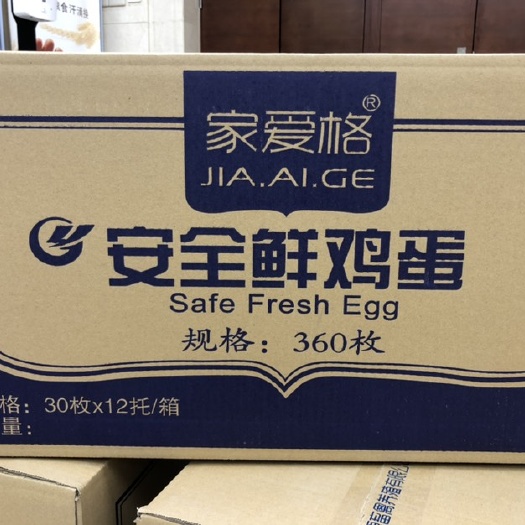 家爱格®
JIA.AI.GE
安全鲜鸡蛋
Safe Fresh Egg
规格：360枚
格：30枚x12托/箱
量：